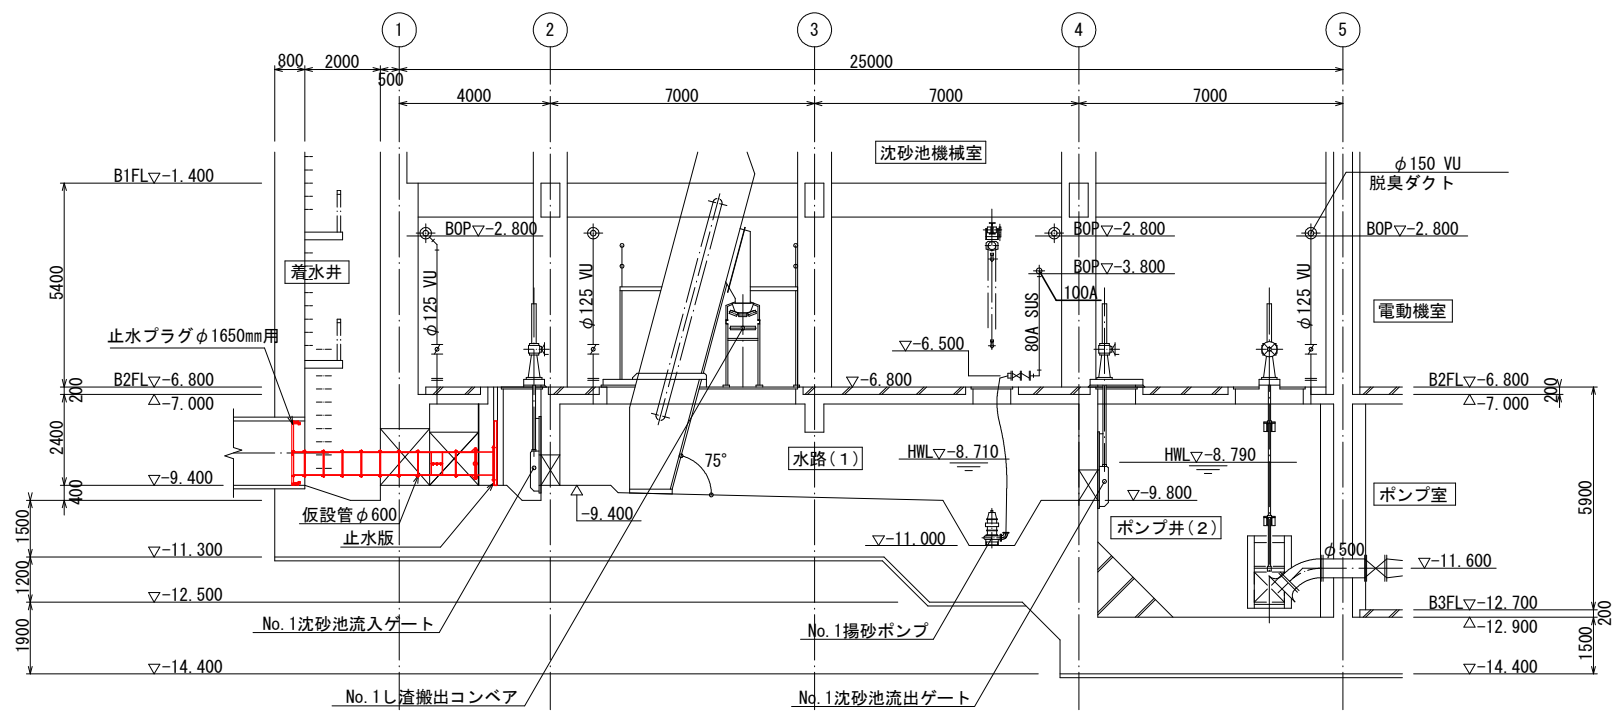 1
2
3
4
5
800
2000
500
25000
4000
7000
7000
7000
沈砂池機械室
φ150 VU
脱臭ダクト
B1FL▽-1.400
BOP▽-2.800
BOP▽-2.800
BOP▽-2.800
BOP▽-3.800
着水井
5400
φ125 VU
φ125 VU
100A
80A SUS
φ125 VU
電動機室
止水プラグφ1650mm用
▽-6.500
B2FL▽-6.800
▽-6.800
B2FL▽-6.800
200
△-7.000
△-7.000
200
2400
75°
水路(1)
HWL▽-8.710
HWL▽-8.790
▽-9.400
400
仮設管φ600
△-9.400
▽-9.800
ポンプ室
5900
1500
止水版
▽-11.000
ポンプ井(2)
▽-11.300
φ500
▽-11.600
1200
▽-12.500
B3FL▽-12.700
200
No.1沈砂池流入ゲート
No.1揚砂ポンプ
△-12.900
1900
1500
▽-14.400
▽-14.400
No.1し渣搬出コンベア
No.1沈砂池流出ゲート